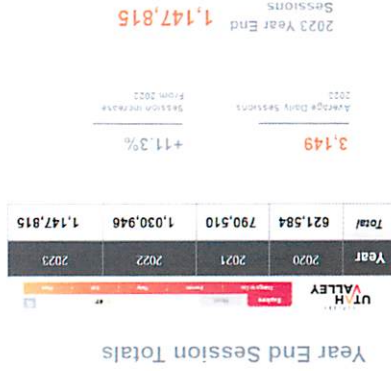 Year End Session Totals
UTAH
VALLEY
Explore
Year 2020 2021 2022 2023
Total 621,584 790,510 1,030,946 1,147,815
3,149 +11.3%
Average Daily Sessions Session Increase
2023 From 2022
2023 Year End 1,147,815
Sessions